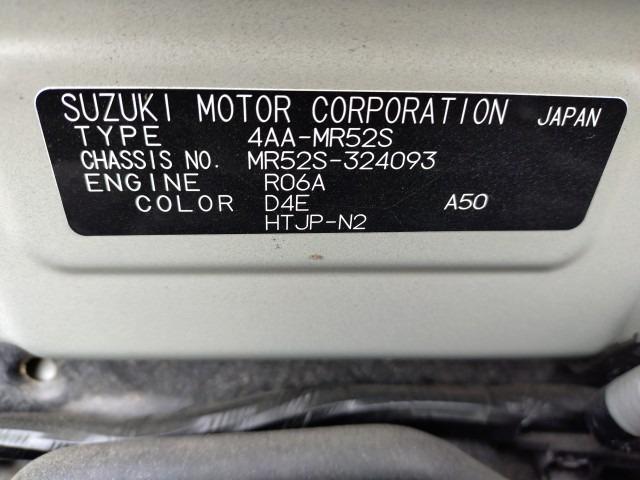 SUZUKI MOTOR CORPORATION JAPAN
TYPE 4AA-MR52S
CHASSIS NO. MR52S-324093
ENGINE R06A
COLOR D4E A50
HTJP-N2